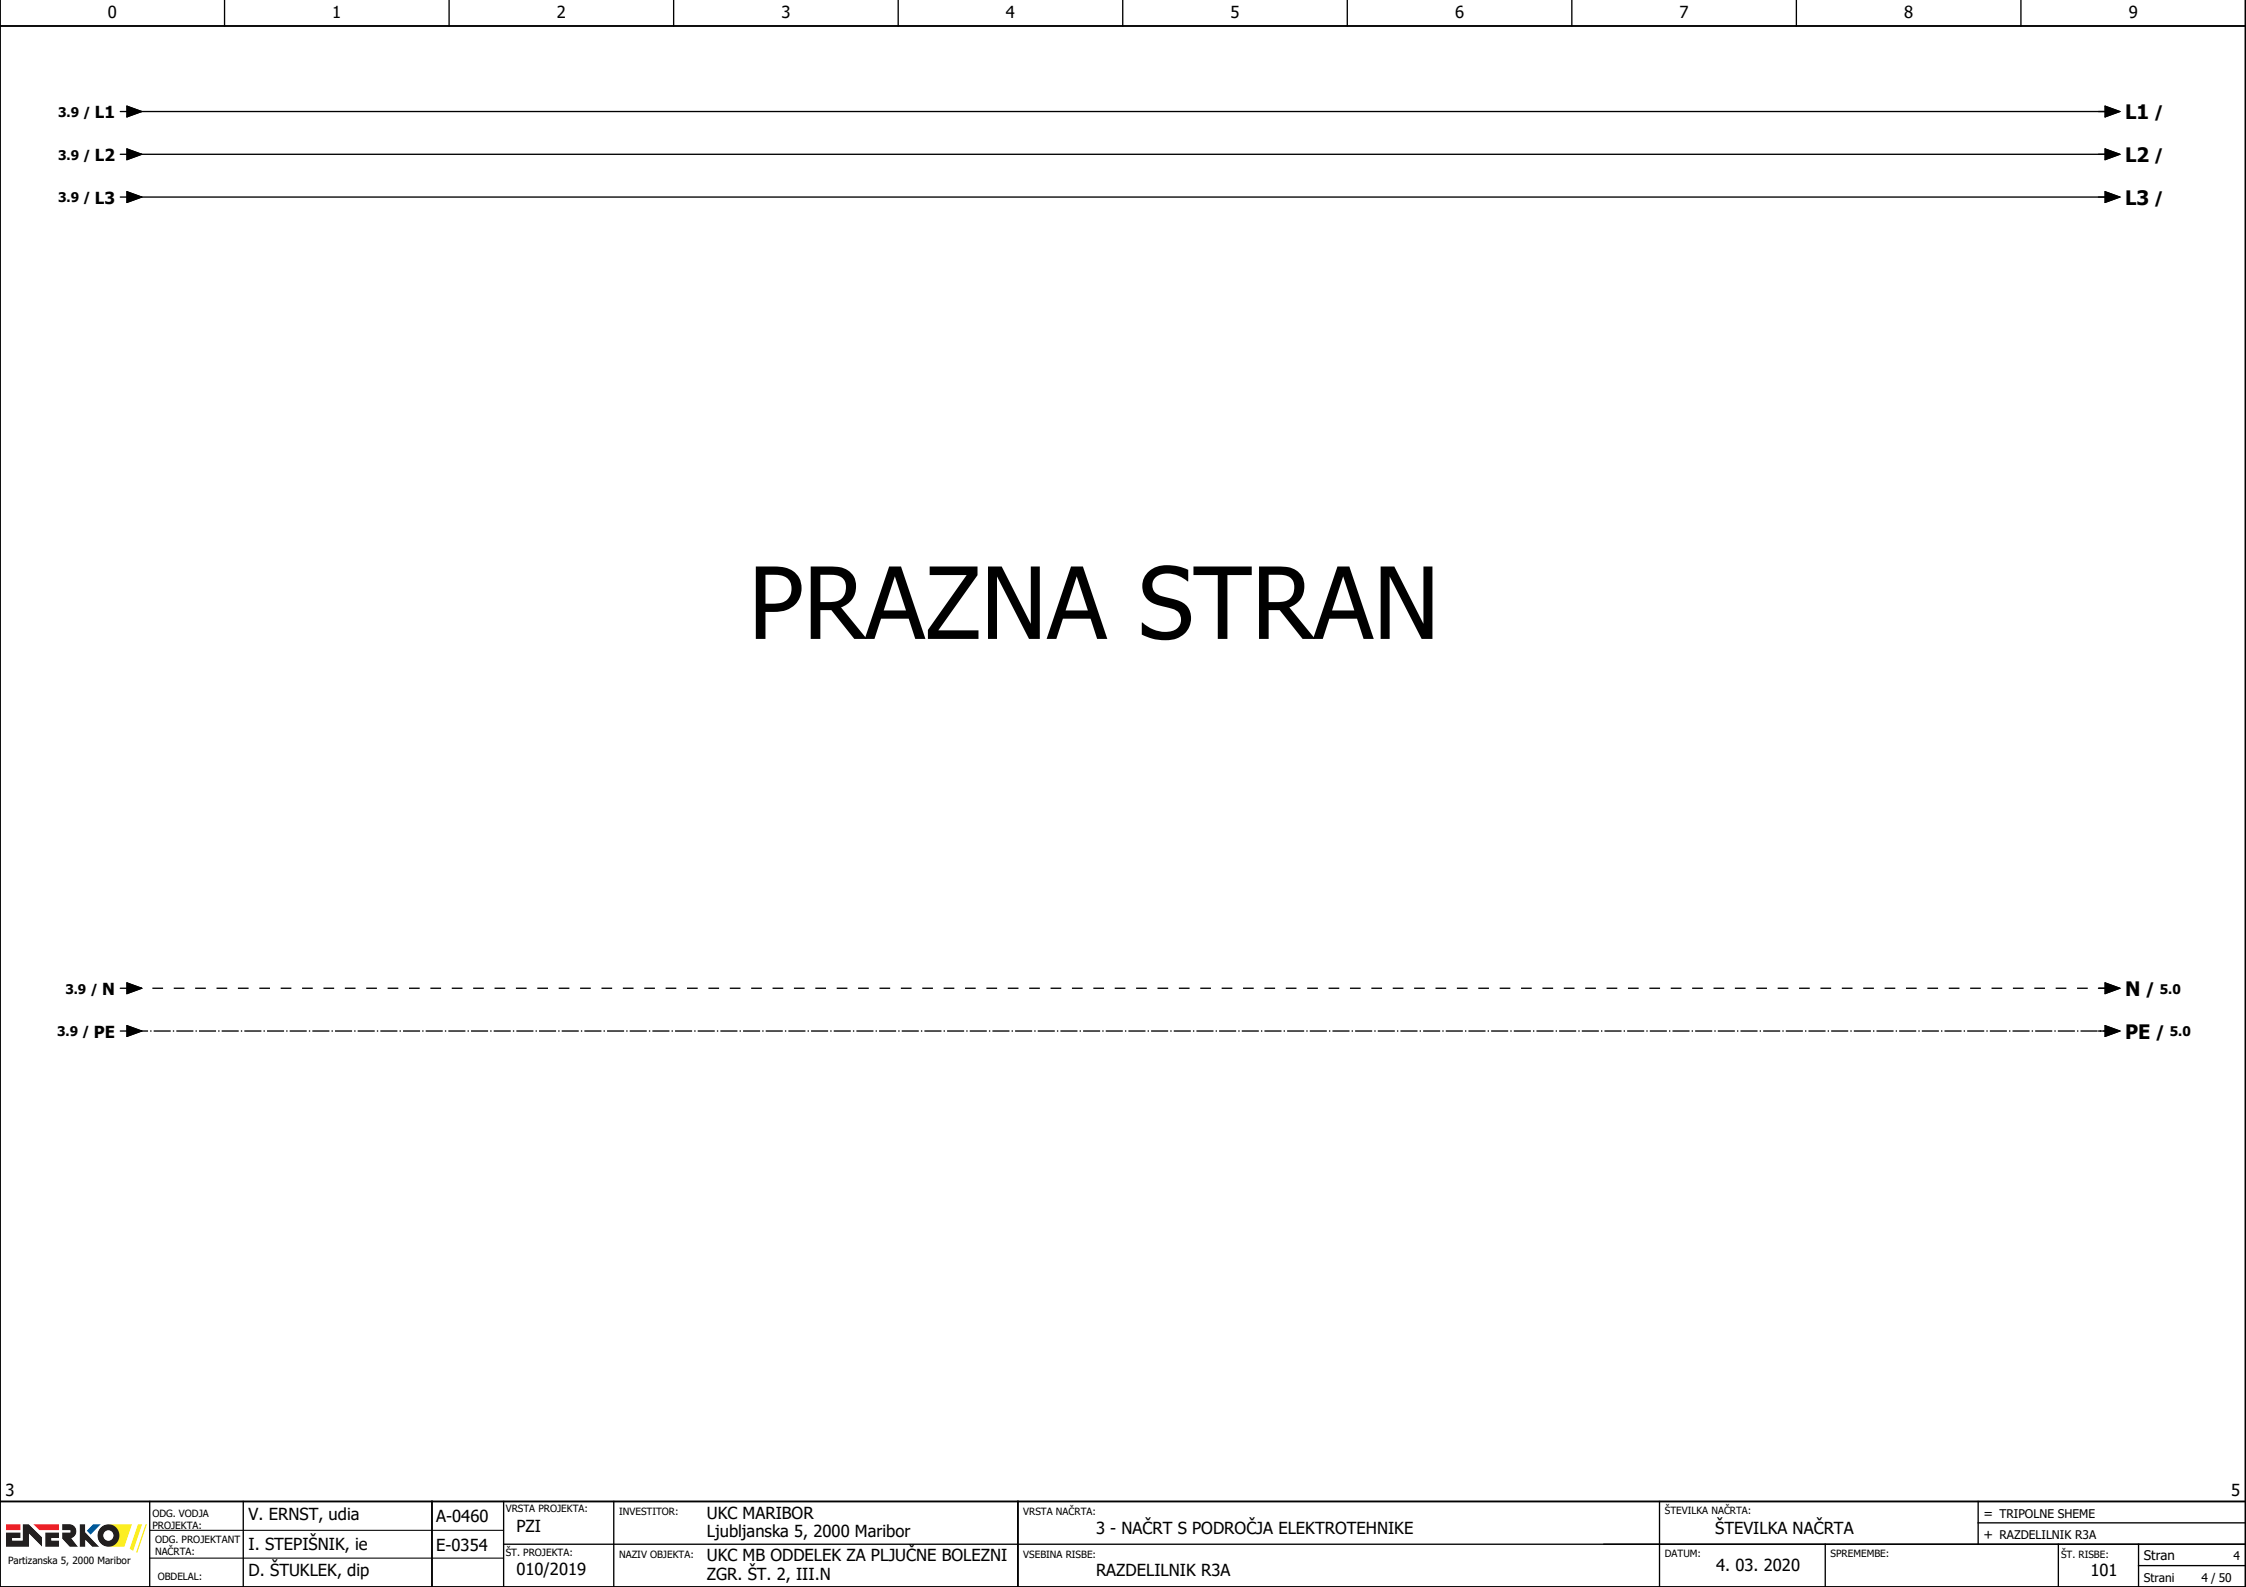 0 1 2 3 4 5 6 7 8 9
3.9 / L1 L1 /
3.9 / L2 L2 /
3.9 / L3 L3 /
PRAZNA STRAN
3.9 / N N / 5.0
3.9 / PE PE / 5.0
3 5
ENERKO
Partizanska 5, 2000 Maribor
ODG. VODJA
PROJEKTA:
V. ERNST, udia
A-0460
ODG. PROJEKTANT
NAČRTA:
I. STEPIŠNIK, ie
E-0354
OBDELAL:
D. ŠTUKLEK, dip
VRSTA PROJEKTA:
PZI
ŠT. PROJEKTA:
010/2019
INVESTITOR:
UKC MARIBOR
Ljubljanska 5, 2000 Maribor
NAZIV OBJEKTA:
UKC MB ODDELEK ZA PLJUČNE BOLEZNI
ZGR. ŠT. 2, III.N
VRSTA NAČRTA:
3 - NAČRT S PODROČJA ELEKTROTEHNIKE
VSEBINA RISBE:
RAZDELILNIK R3A
ŠTEVILKA NAČRTA:
ŠTEVILKA NAČRTA
= TRIPOLNE SHEME
+ RAZDELILNIK R3A
DATUM:
4. 03. 2020
SPREMEMBE:
ŠT. RISBE:
101
Stran 4
Strani 4 / 50